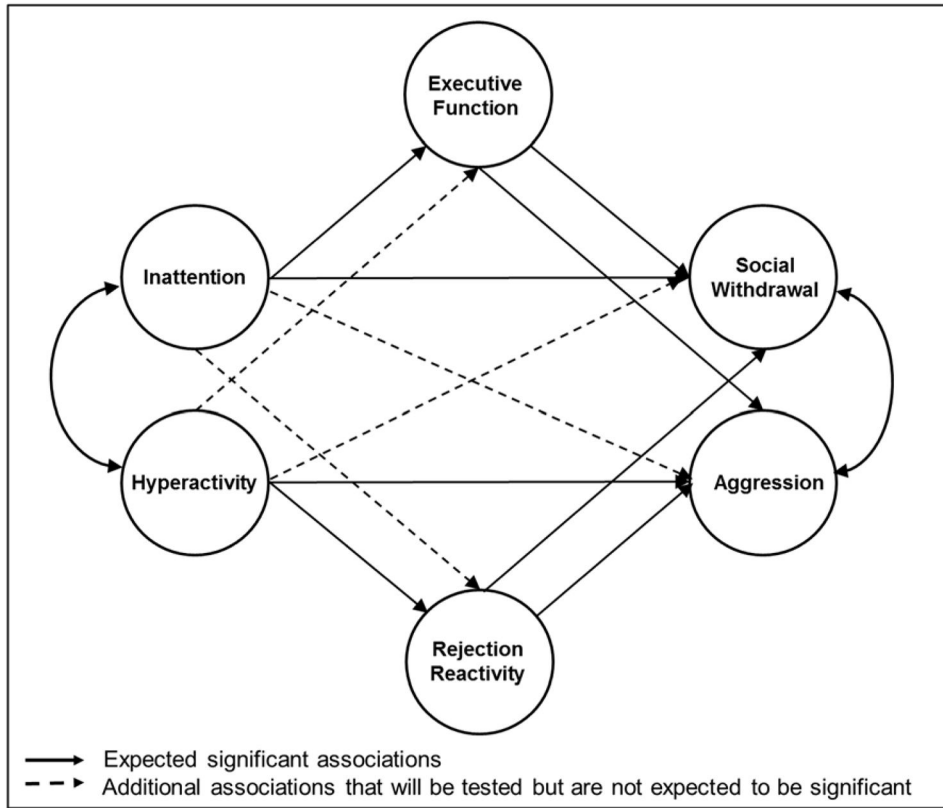 Executive
Function
Inattention
Social
Withdrawal
Hyperactivity
Aggression
Rejection
Reactivity
Expected significant associations
Additional associations that will be tested but are not expected to be significant